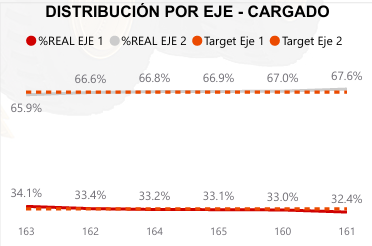 DISTRIBUCIÓN POR EJE - CARGADO
%REAL EJE 1 %REAL EJE 2 Target Eje 1 Target Eje 2
65.9% 66.6% 66.8% 66.9% 67.0% 67.6%
34.1% 33.4% 33.2% 33.1% 33.0% 32.4%
163 162 164 165 160 161